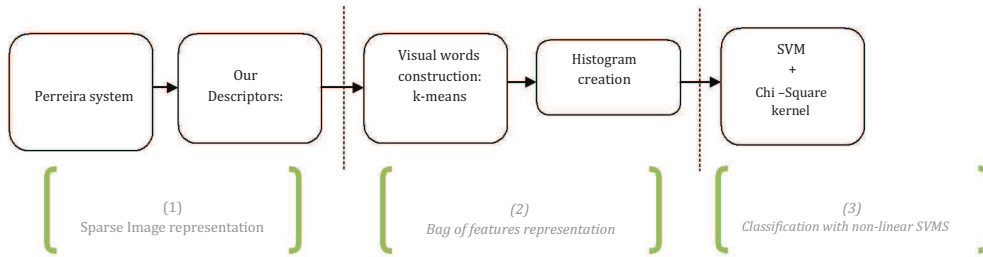 Perreira system
Our
Descriptors:
Visual words
construction:
k-means
Histogram
creation
SVM
+
Chi –Square
kernel
(1)
Sparse Image representation
(2)
Bag of features representation
(3)
Classification with non-linear SVMS